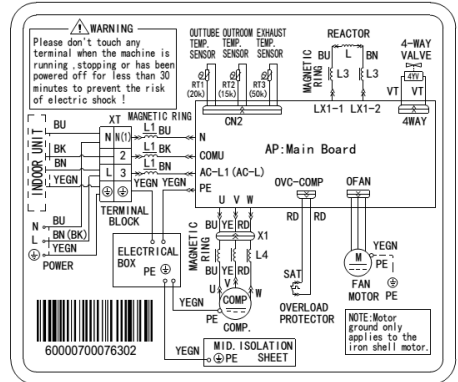 WARNING
Please don't touch any
terminal when the machine is
running ,stopping or has been
powered off for less than 30
minutes to prevent the risk
of electric shock !
OUTTUBE OUTROOM EXHAUST
TEMP. TEMP. TEMP.
SENSOR SENSOR SENSOR
RT1 RT2 RT3
(20k) (15k) (50k)
CN2
REACTOR
MAGNETIC RING
BU L BN
L3 L3
LX1-1 LX1-2
4-WAY
VALVE
4YV
VT VT
4WAY
INDOOR UNIT
BU
BK
BN
YEGN
XT
N N(1)
2
L 3
MAGNETIC RING
L1 BU
L1 BK
L1 BN
YEGN YEGN
TERMINAL
BLOCK
N
COMU
AC-L1(AC-L)
PE
AP:Main Board
U V W
OVC-COMP
OFAN
N BU
L BN(BK)
YEGN
POWER
ELECTRICAL
BOX PE
MAGNETIC RING
BU YE RD
X1
L4
BU YE RD
U V W
COMP
PE
COMP.
YEGN
YEGN
MID. ISOLATION
PE SHEET
RD RD
SAT
OVERLOAD
PROTECTOR
M
YEGN
PE
FAN
MOTOR PE
NOTE:Motor
ground only
applies to the
iron shell motor.
60000700076302